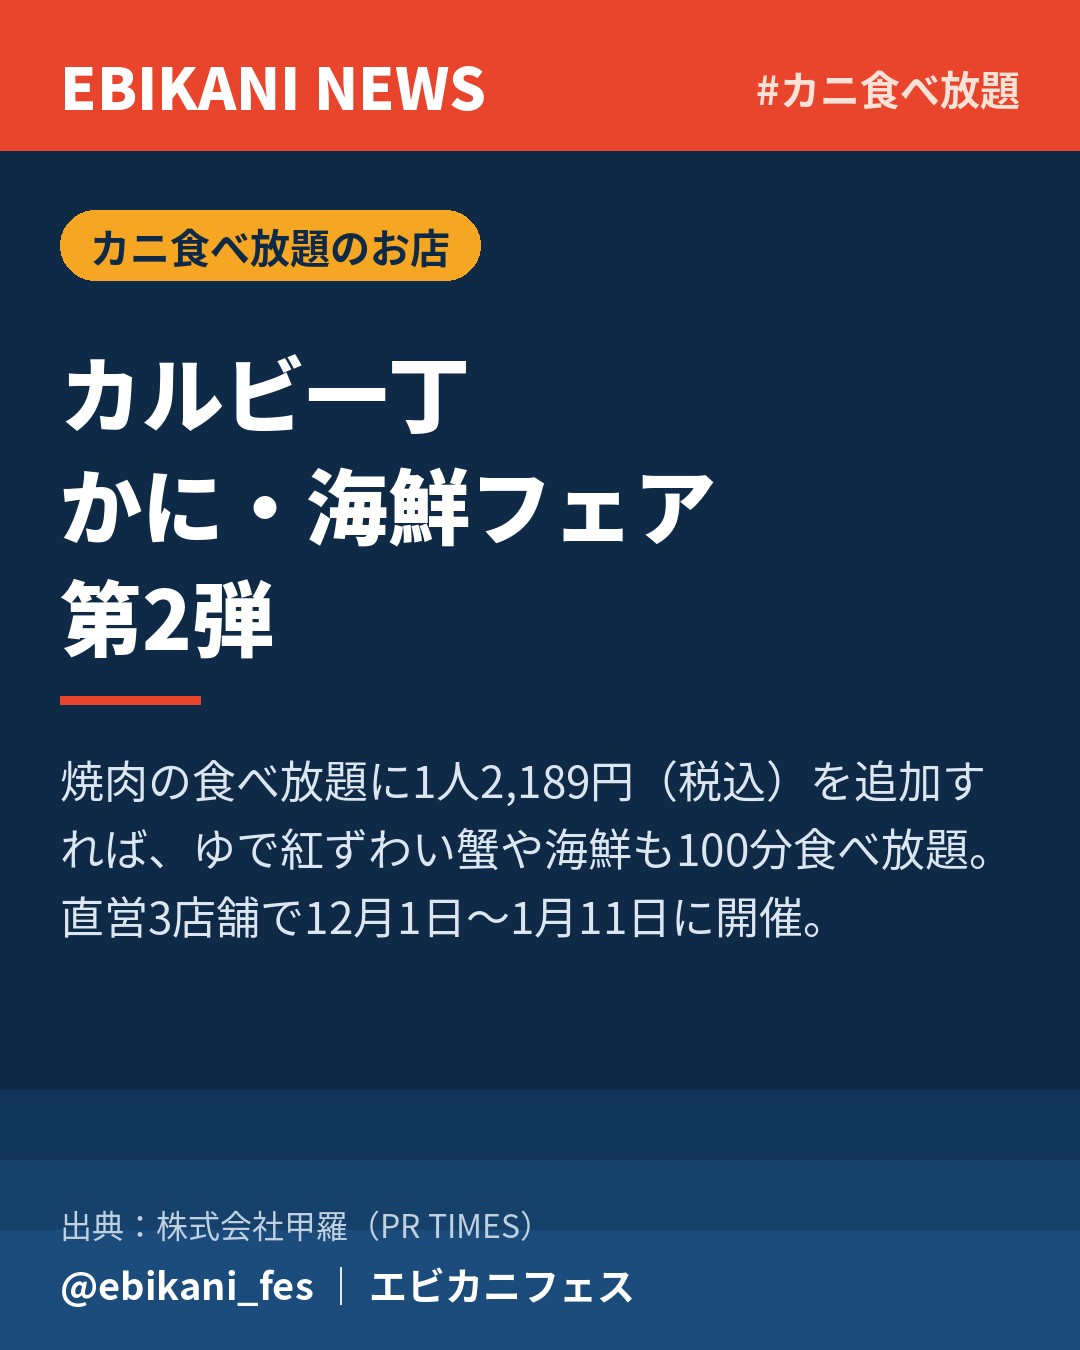 EBIKANI NEWS
#カニ食べ放題
カニ食べ放題のお店
カルビ一丁
かに・海鮮フェア
第2弾
焼肉の食べ放題に1人2,189円（税込）を追加す
れば、ゆで紅ずわい蟹や海鮮も100分食べ放題。
直営3店舗で12月1日〜1月11日に開催。
出典：株式会社甲羅（PR TIMES）
@ebikani_fes ｜ エビカニフェス